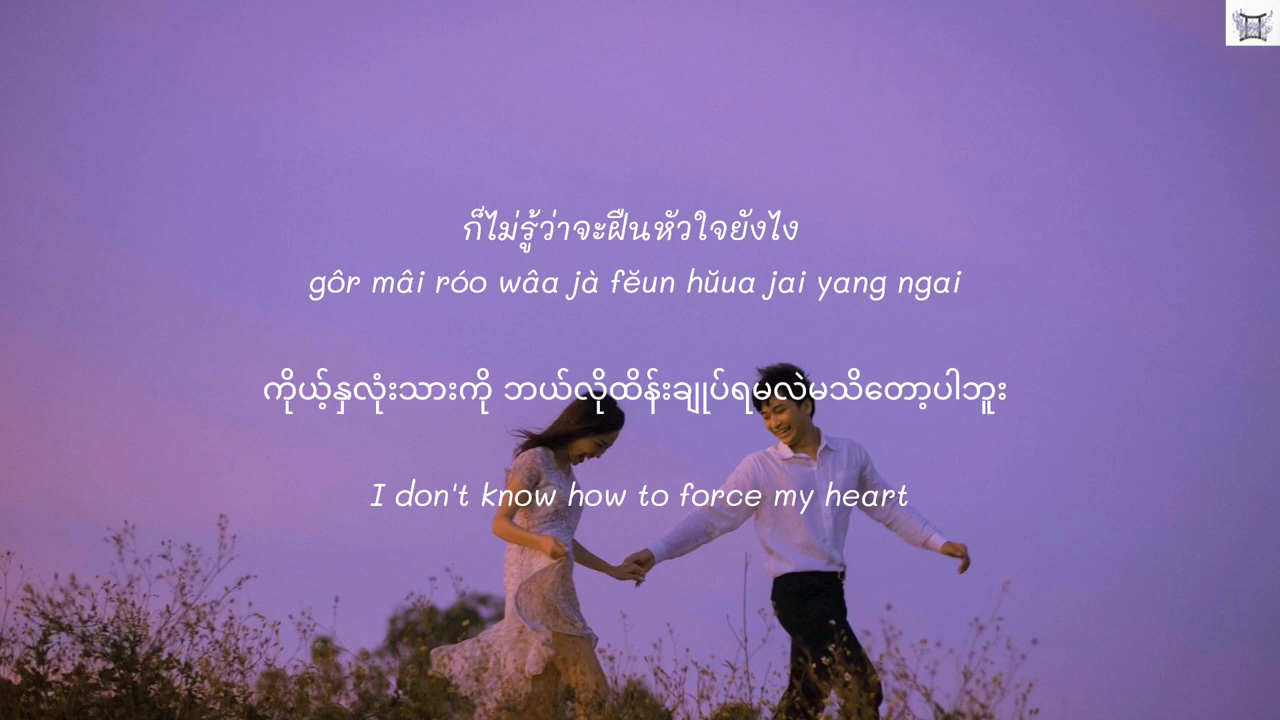 ก็ไม่รู้ว่าจะฝืนหัวใจยังไง
gôr mâi róo wâa jà fĕun hŭua jai yang ngai
ကိုယ့်နှလုံးသားကို ဘယ်လိုထိန်းချုပ်ရမလဲမသိတော့ပါဘူး
I don't know how to force my heart